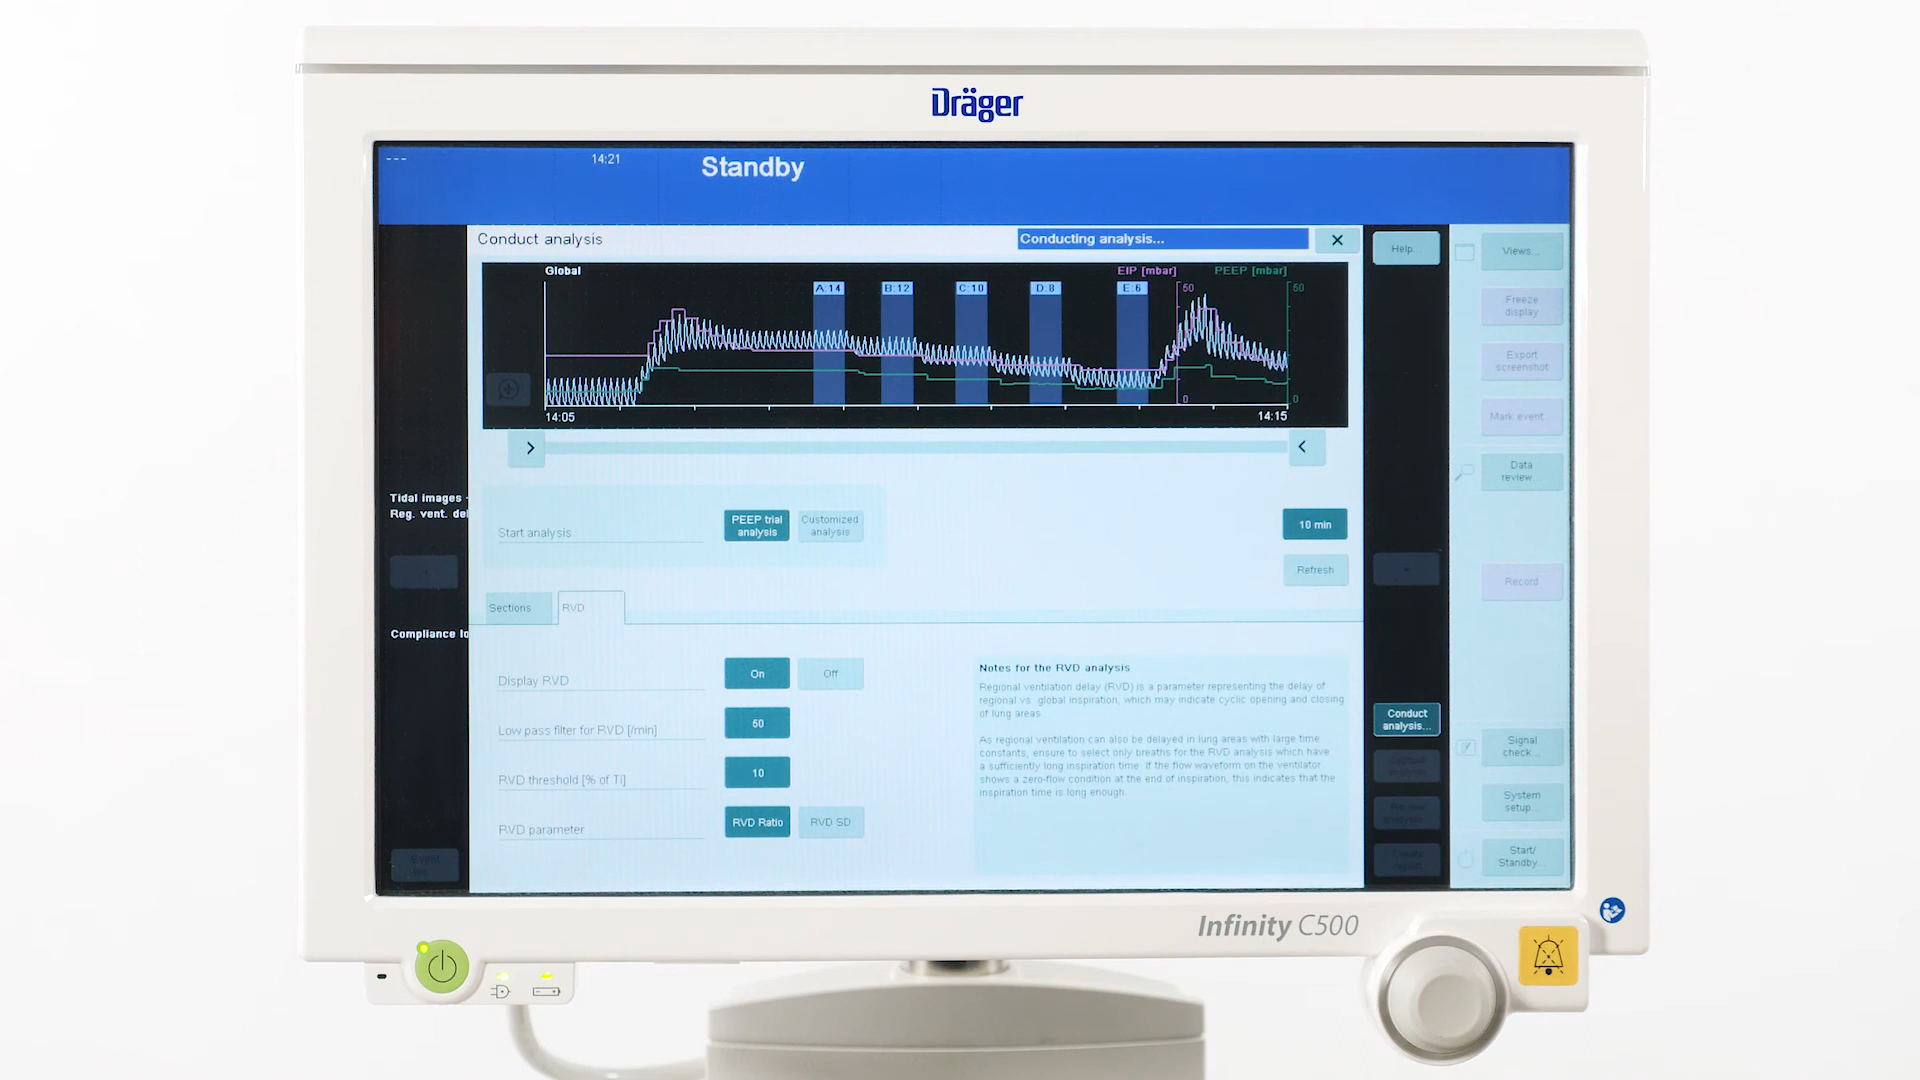 Dräger
---
14:21
Standby
Conduct analysis
Conducting analysis...
Help...
Views...
Global
EIP [mbar]
PEEP [mbar]
A:14
B:12
C:10
D:8
E:6
50
50
0
0
14:05
14:15
Freeze
display
Export
screenshot
Mark event...
Data
review...
Tidal images -
Reg. vent. del
Start analysis
PEEP trial
analysis
Customized
analysis
10 min
Refresh
Record
Sections
RVD
Compliance lo
Display RVD
On
Off
Low pass filter for RVD [/min]
50
RVD threshold [% of Ti]
10
RVD parameter
RVD Ratio
RVD SD
Notes for the RVD analysis
Regional ventilation delay (RVD) is a parameter representing the delay of
regional vs. global inspiration, which may indicate cyclic opening and closing
of lung areas.
As regional ventilation can also be delayed in lung areas with large time
constants, ensure to select only breaths for the RVD analysis which have
a sufficiently long inspiration time. If the flow waveform on the ventilator
shows a zero-flow condition at the end of inspiration, this indicates that the
inspiration time is long enough.
Conduct
analysis...
Signal
check...
System
setup...
Start/
Standby...
Event
Infinity C500